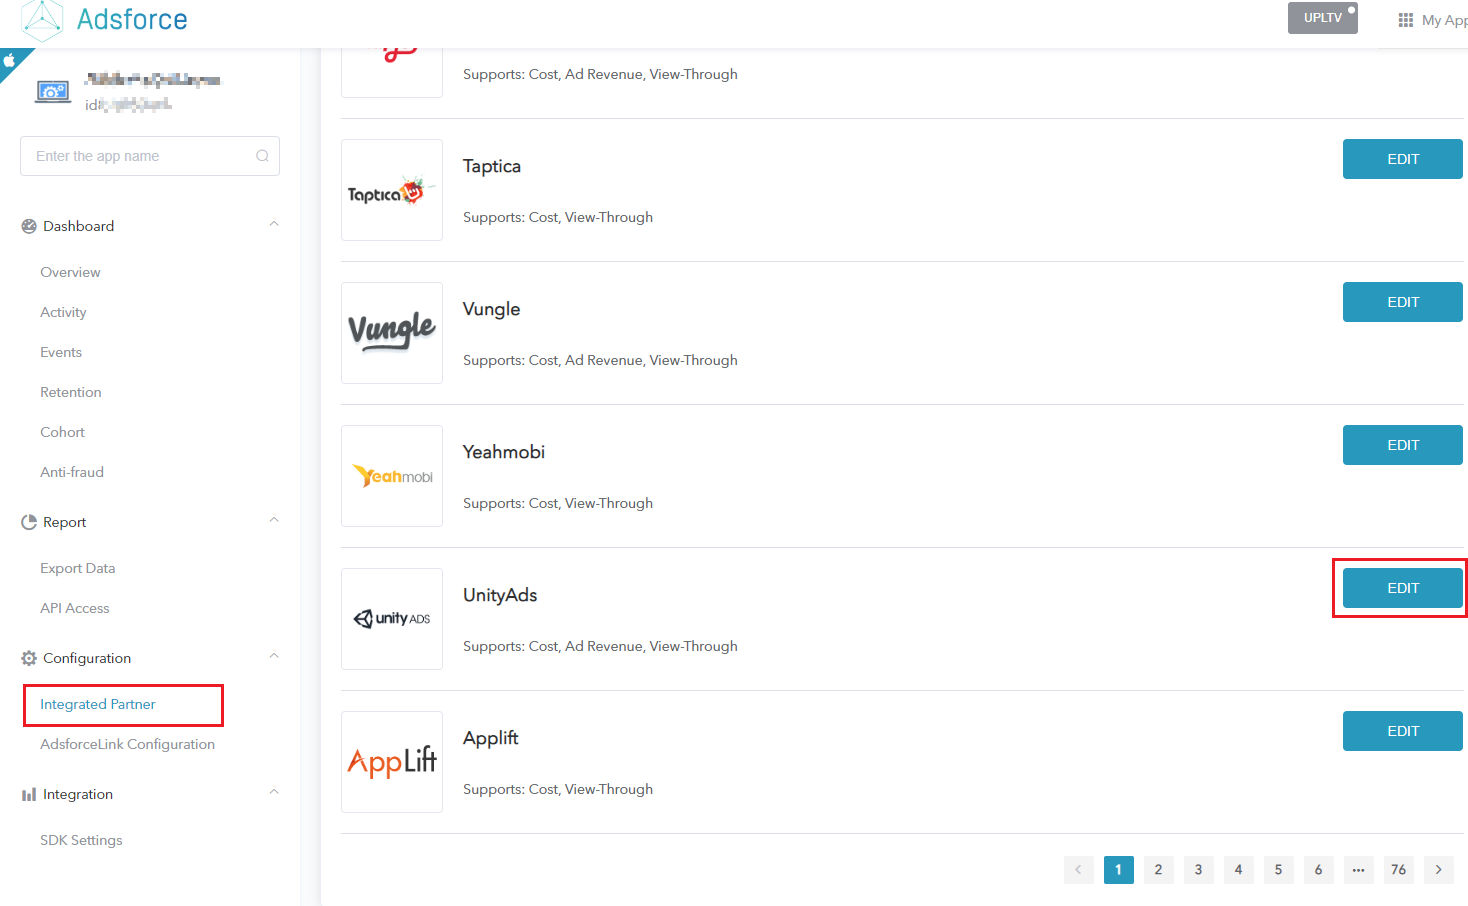 Adsforce
UPLTV
My App
id
Enter the app name
Dashboard
Overview
Activity
Events
Retention
Cohort
Anti-fraud
Report
Export Data
API Access
Configuration
Integrated Partner
AdsforceLink Configuration
Integration
SDK Settings
Supports: Cost, Ad Revenue, View-Through
Taptica
Taptica
EDIT
Supports: Cost, View-Through
Vungle
Vungle
EDIT
Supports: Cost, Ad Revenue, View-Through
Yeahmobi
Yeahmobi
EDIT
Supports: Cost, View-Through
unity ADS
UnityAds
EDIT
Supports: Cost, Ad Revenue, View-Through
AppLift
Applift
EDIT
Supports: Cost, View-Through
< 1 2 3 4 5 6 ••• 76 >